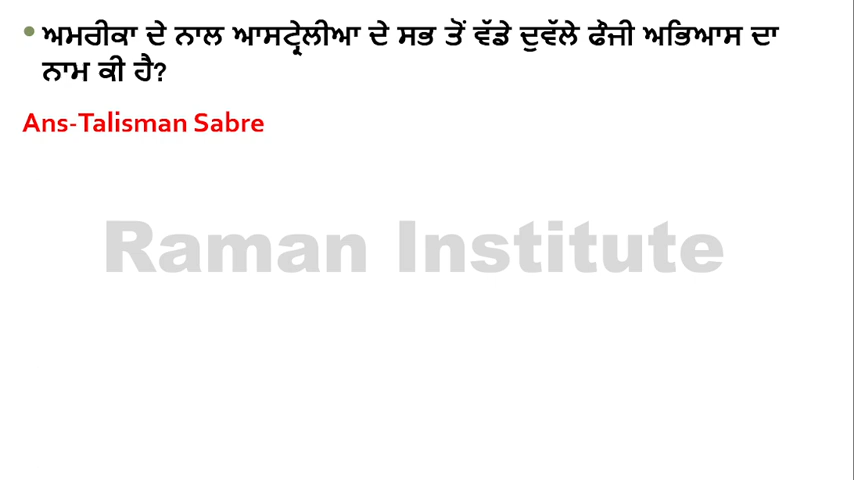 • ਅਮਰੀਕਾ ਦੇ ਨਾਲ ਆਸਟ੍ਰੇਲੀਆ ਦੇ ਸਭ ਤੋਂ ਵੱਡੇ ਦੁਵੱਲੇ ਫੌਜੀ ਅਭਿਆਸ ਦਾ
ਨਾਮ ਕੀ ਹੈ?
Ans-Talisman Sabre
Raman Institute